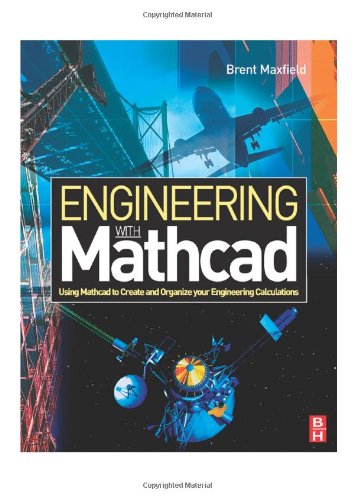 Copyrighted Material
Brent Maxfield
ENGINEERING
WITH
Mathcad
Using Mathcad to Create and Organize your Engineering Calculations
B
H
Copyrighted Material